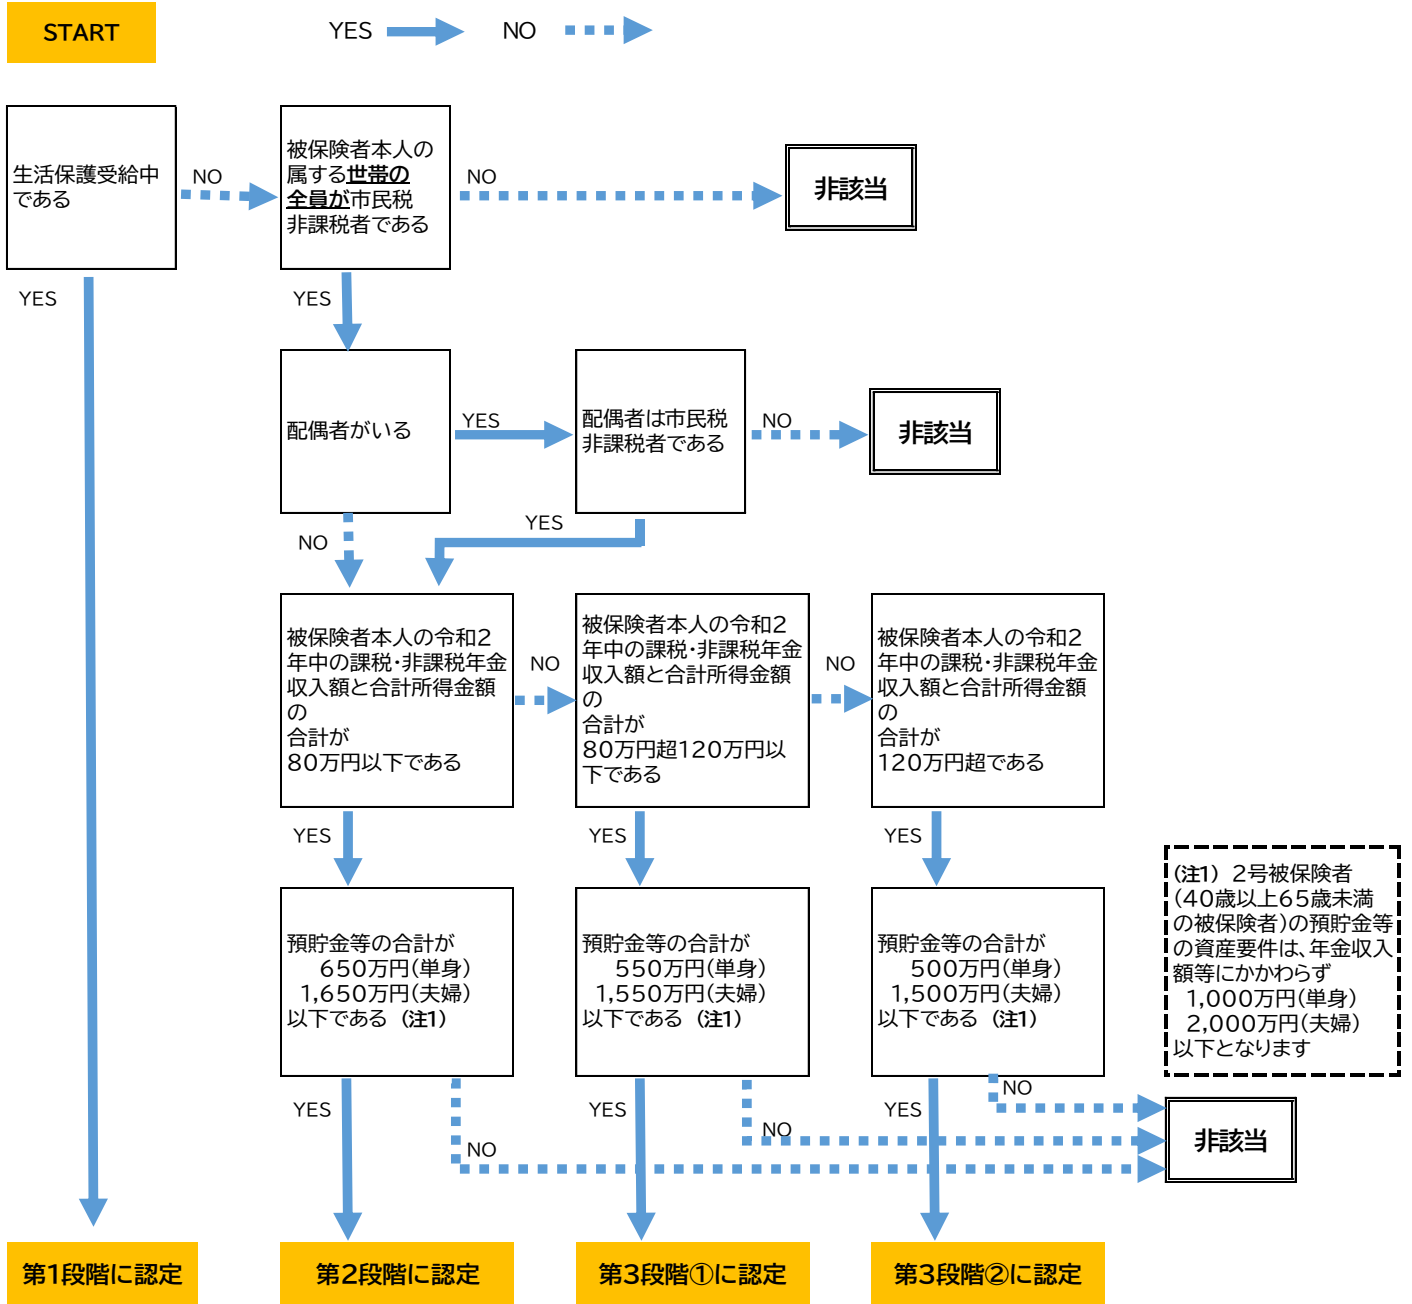 START
YES
NO
生活保護受給中
である
NO
YES
被保険者本人の
属する世帯の
全員が市民税
非課税者である
NO
非該当
YES
配偶者がいる
YES
配偶者は市民税
非課税者である
NO
非該当
NO
YES
被保険者本人の令和2
年中の課税・非課税年金
収入額と合計所得金額
の
合計が
80万円以下である
NO
被保険者本人の令和2
年中の課税・非課税年金
収入額と合計所得金額
の
合計が
80万円超120万円以
下である
NO
被保険者本人の令和2
年中の課税・非課税年金
収入額と合計所得金額
の
合計が
120万円超である
YES
YES
YES
預貯金等の合計が
650万円(単身)
1,650万円(夫婦)
以下である (注1)
預貯金等の合計が
550万円(単身)
1,550万円(夫婦)
以下である (注1)
預貯金等の合計が
500万円(単身)
1,500万円(夫婦)
以下である (注1)
(注1) 2号被保険者
(40歳以上65歳未満
の被保険者)の預貯金等
の資産要件は、年金収入
額等にかかわらず
1,000万円(単身)
2,000万円(夫婦)
以下となります
YES
NO
YES
NO
YES
NO
非該当
第1段階に認定
第2段階に認定
第3段階①に認定
第3段階②に認定